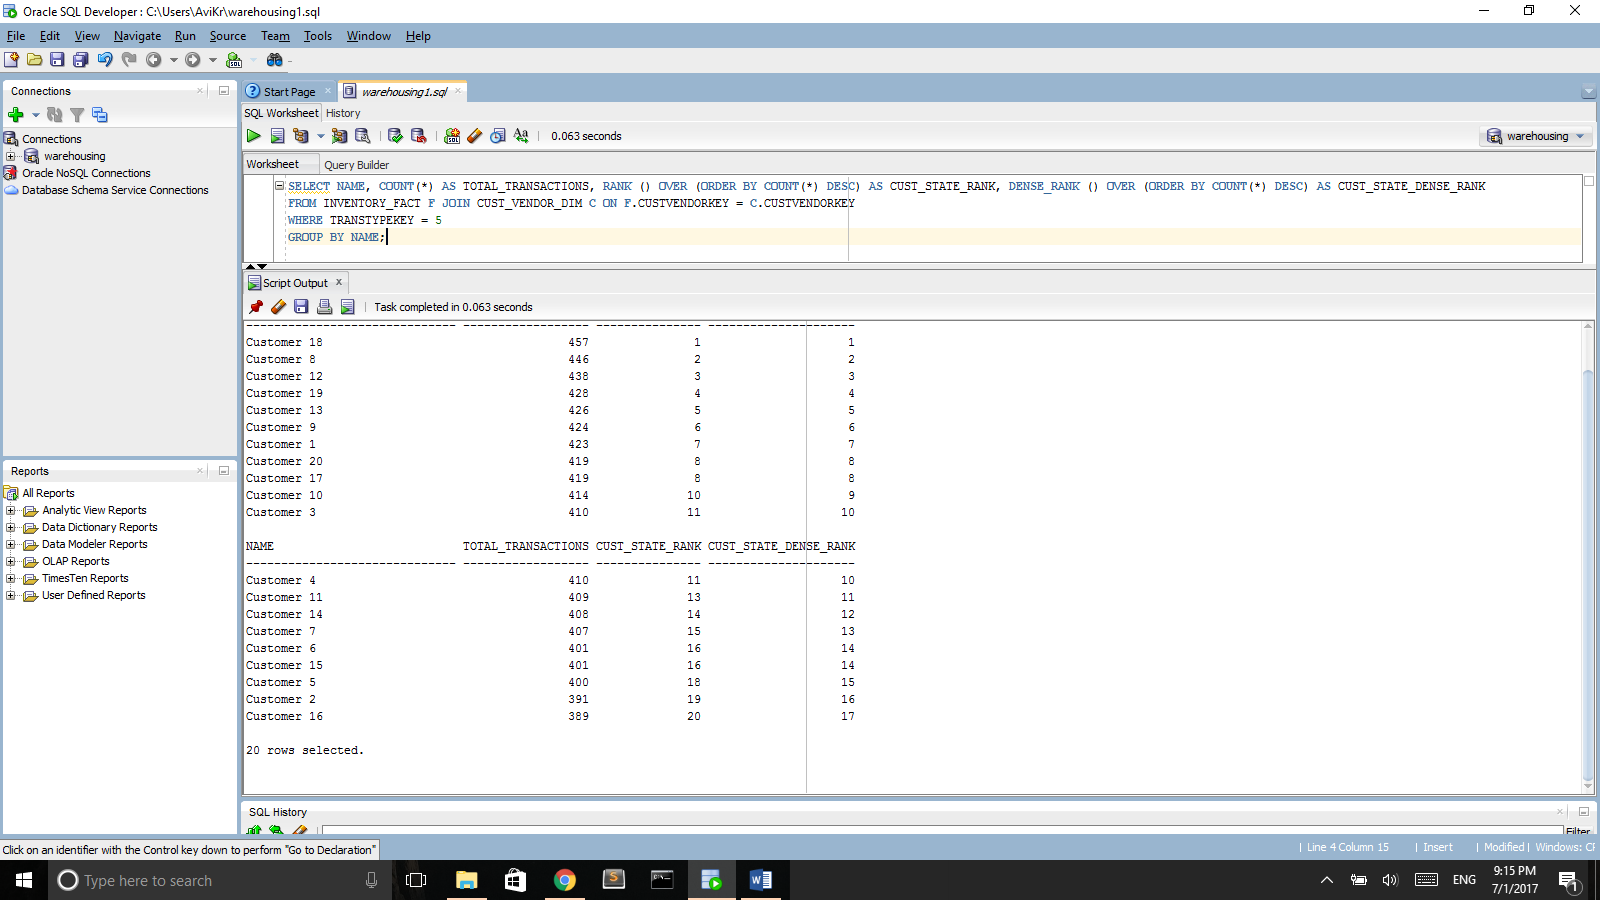 Oracle SQL Developer : C:\Users\AviKr\warehousing1.sql
File Edit View Navigate Run Source Team Tools Window Help
Connections
Connections
warehousing
Oracle NoSQL Connections
Database Schema Service Connections
Reports
All Reports
Analytic View Reports
Data Dictionary Reports
Data Modeler Reports
OLAP Reports
TimesTen Reports
User Defined Reports
Start Page warehousing1.sql
SQL Worksheet History
0.063 seconds
warehousing
Worksheet Query Builder
SELECT NAME, COUNT(*) AS TOTAL_TRANSACTIONS, RANK () OVER (ORDER BY COUNT(*) DESC) AS CUST_STATE_RANK, DENSE_RANK () OVER (ORDER BY COUNT(*) DESC) AS CUST_STATE_DENSE_RANK
FROM INVENTORY_FACT F JOIN CUST_VENDOR_DIM C ON F.CUSTVENDORKEY = C.CUSTVENDORKEY
WHERE TRANSTYPEKEY = 5
GROUP BY NAME;
Script Output x
Task completed in 0.063 seconds
------------------------------ ------------------ --------------- ---------------------
Customer 18 457 1 1
Customer 8 446 2 2
Customer 12 438 3 3
Customer 19 428 4 4
Customer 13 426 5 5
Customer 9 424 6 6
Customer 1 423 7 7
Customer 20 419 8 8
Customer 17 419 8 8
Customer 10 414 10 9
Customer 3 410 11 10
NAME TOTAL_TRANSACTIONS CUST_STATE_RANK CUST_STATE_DENSE_RANK
------------------------------ ------------------ --------------- ---------------------
Customer 4 410 11 10
Customer 11 409 13 11
Customer 14 408 14 12
Customer 7 407 15 13
Customer 6 401 16 14
Customer 15 401 16 14
Customer 5 400 18 15
Customer 2 391 19 16
Customer 16 389 20 17
20 rows selected.
SQL History
Filter
Click on an identifier with the Control key down to perform "Go to Declaration"
| Line 4 Column 15 | Insert | Modified | Windows: CF
Type here to search
ENG
9:15 PM
7/1/2017
1